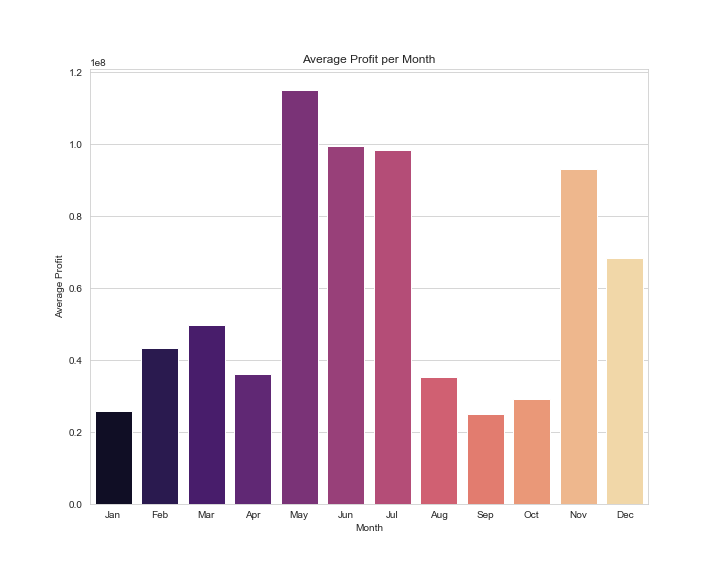 Average Profit per Month
1e8
1.2
1.0
0.8
0.6
0.4
0.2
0.0
Average Profit
Jan Feb Mar Apr May Jun Jul Aug Sep Oct Nov Dec
Month